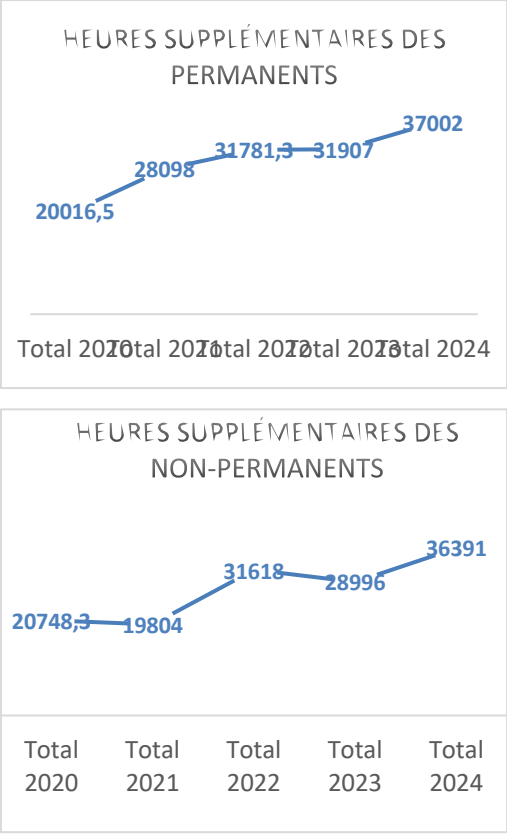 HEURES SUPPLÉMENTAIRES DES
PERMANENTS
37002
31781,3
31907
28098
20016,5
Total 2020 Total 2021 Total 2022 Total 2023 Total 2024
HEURES SUPPLÉMENTAIRES DES
NON-PERMANENTS
36391
31618
28996
20748,3
19804
Total Total Total Total Total
2020 2021 2022 2023 2024